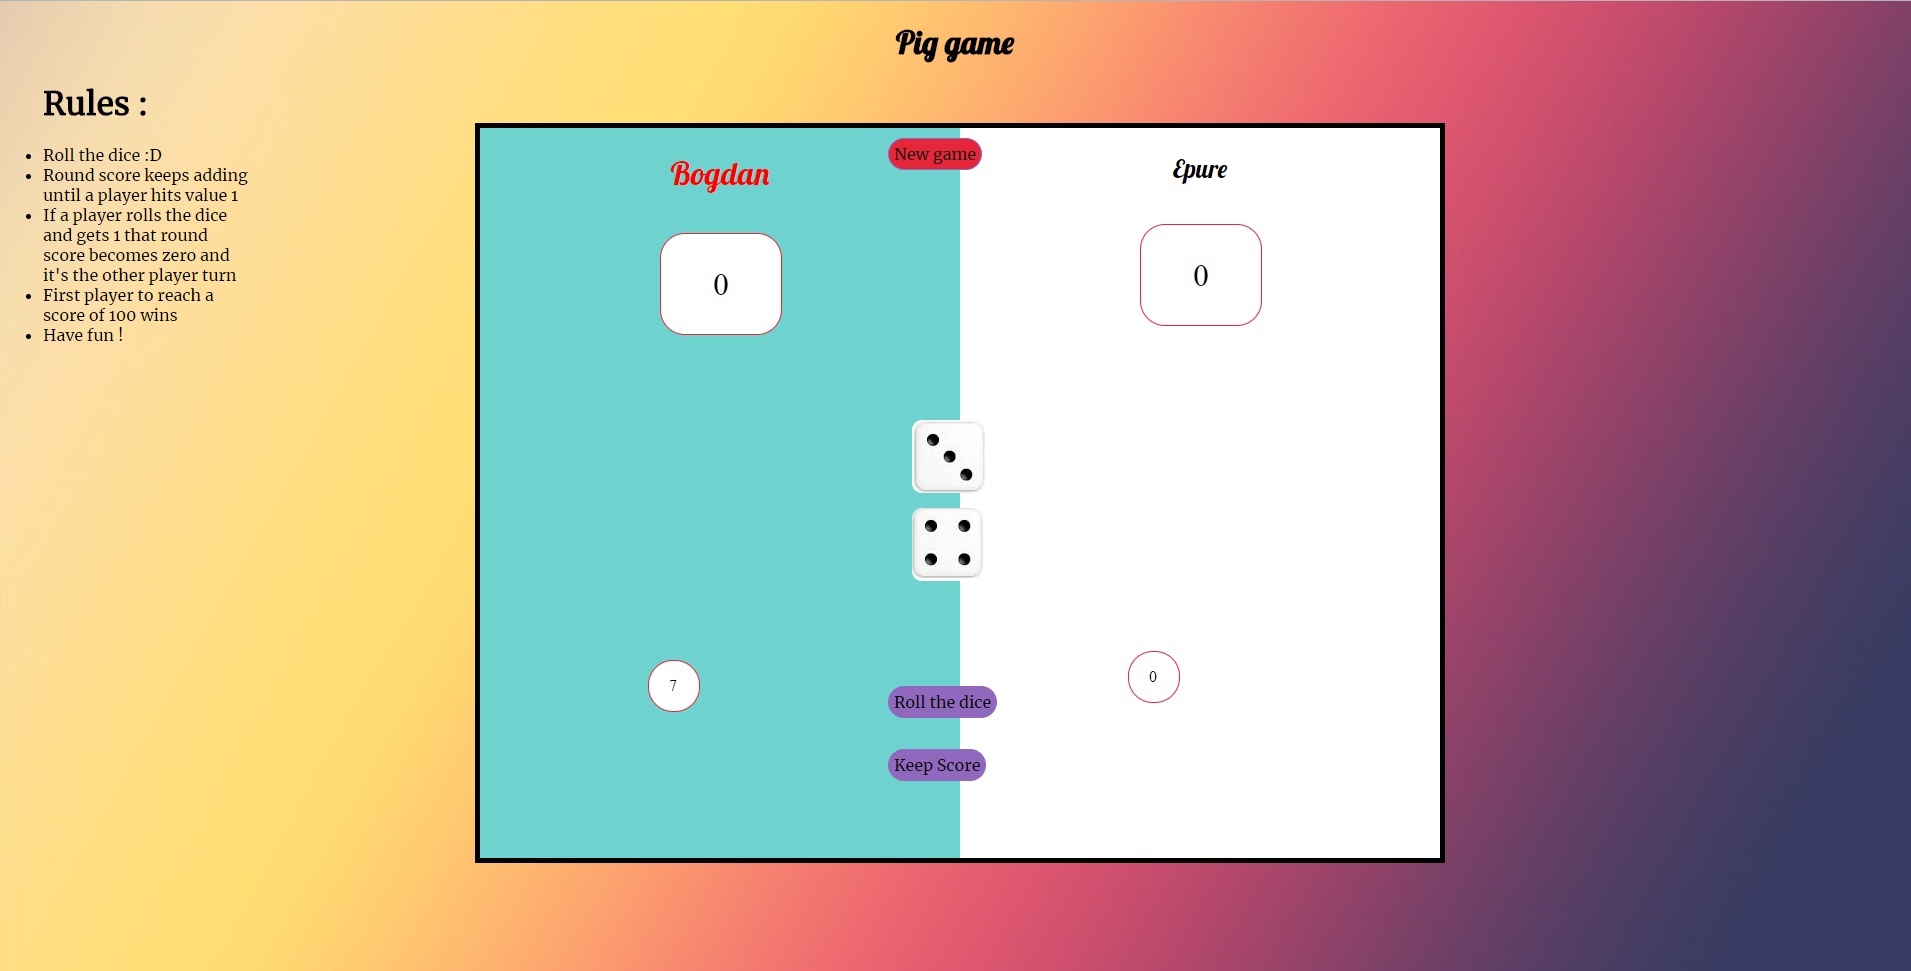 Pig game
Rules :
Roll the dice :D
Round score keeps adding
until a player hits value 1
If a player rolls the dice
and gets 1 that round
score becomes zero and
it's the other player turn
First player to reach a
score of 100 wins
Have fun !
New game
Bogdan
Epure
0
0
7
0
Roll the dice
Keep Score